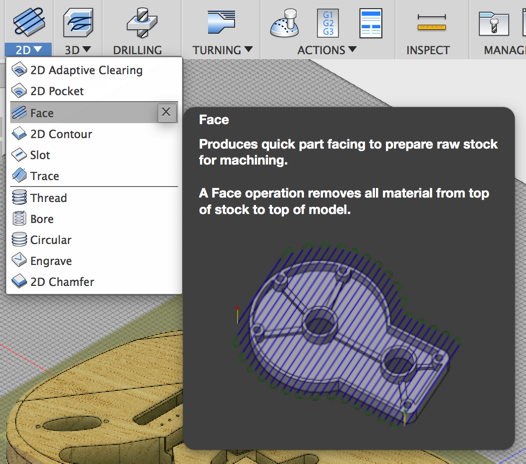 G1
G2
G3
2D 3D DRILLING TURNING ACTIONS INSPECT MANAG
2D Adaptive Clearing
2D Pocket
Face
2D Contour
Slot
Trace
Thread
Bore
Circular
Engrave
2D Chamfer
Face
Produces quick part facing to prepare raw stock
for machining.
A Face operation removes all material from top
of stock to top of model.